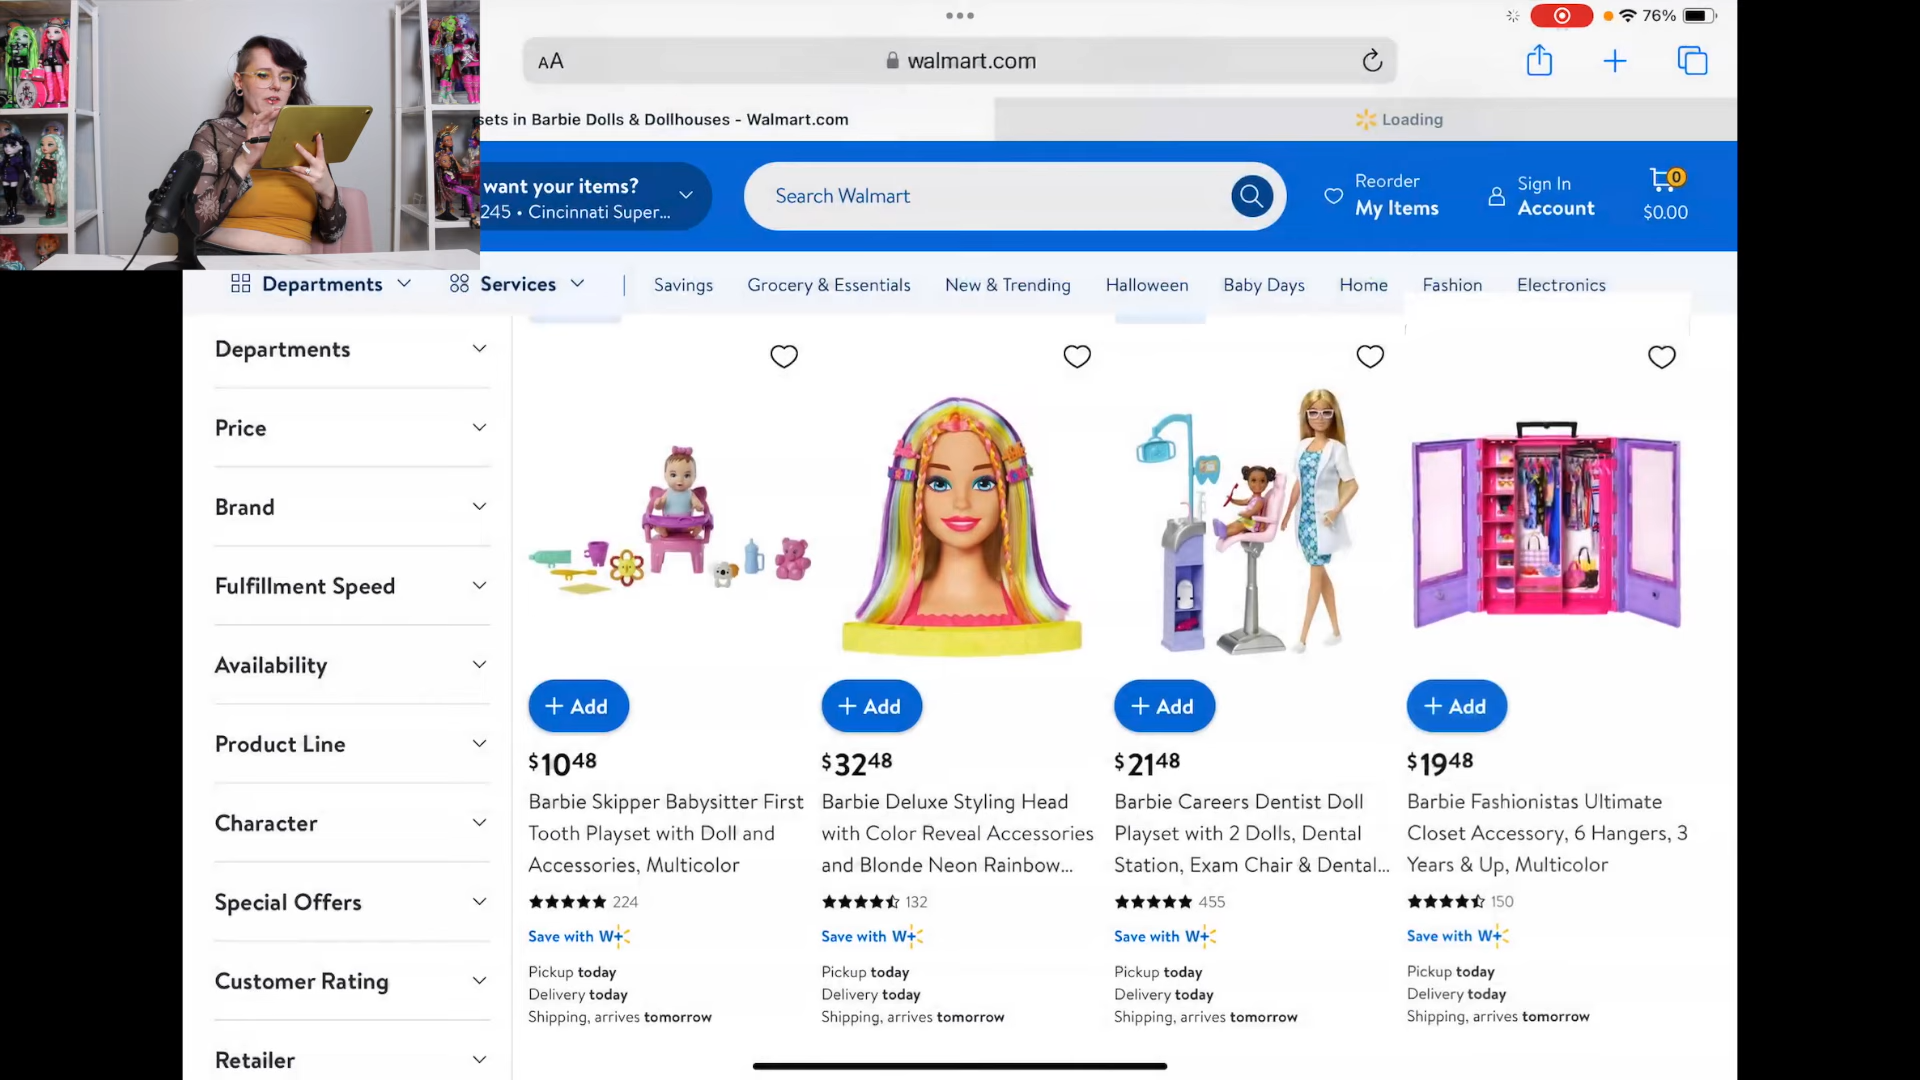 76%
AA
walmart.com
sets in Barbie Dolls & Dollhouses - Walmart.com
Loading
want your items?
245 • Cincinnati Super...
Search Walmart
Reorder
My Items
Sign In
Account
0
$0.00
Departments
Services
Savings
Grocery & Essentials
New & Trending
Halloween
Baby Days
Home
Fashion
Electronics
Departments
Price
Brand
Fulfillment Speed
Availability
Product Line
Character
Special Offers
Customer Rating
Retailer
+ Add
$10 48
Barbie Skipper Babysitter First
Tooth Playset with Doll and
Accessories, Multicolor
224
Save with W+
Pickup today
Delivery today
Shipping, arrives tomorrow
+ Add
$32 48
Barbie Deluxe Styling Head
with Color Reveal Accessories
and Blonde Neon Rainbow...
132
Save with W+
Pickup today
Delivery today
Shipping, arrives tomorrow
+ Add
$21 48
Barbie Careers Dentist Doll
Playset with 2 Dolls, Dental
Station, Exam Chair & Dental...
455
Save with W+
Pickup today
Delivery today
Shipping, arrives tomorrow
+ Add
$19 48
Barbie Fashionistas Ultimate
Closet Accessory, 6 Hangers, 3
Years & Up, Multicolor
150
Save with W+
Pickup today
Delivery today
Shipping, arrives tomorrow